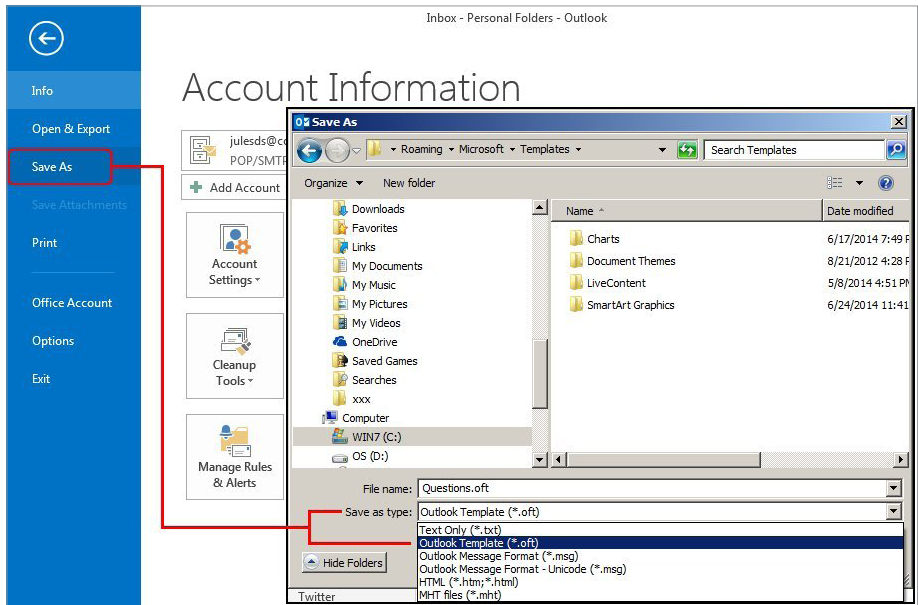 Inbox - Personal Folders - Outlook
Info
Open & Export
Save As
Save Attachments
Print
Office Account
Options
Exit
Account Information
julesds@cc
POP/SMTP
Add Account
Account
Settings
Cleanup
Tools
Manage Rules
& Alerts
Save As
Roaming Microsoft Templates
Search Templates
Organize New folder
Downloads
Favorites
Links
My Documents
My Music
My Pictures
My Videos
OneDrive
Saved Games
Searches
xxx
Computer
WIN7 (C:)
OS (D:)
Name Date modified
Charts 6/17/2014 7:49 P
Document Themes 8/21/2012 4:28 P
LiveContent 5/8/2014 4:51 PM
SmartArt Graphics 6/24/2014 11:41
File name: Questions.oft
Save as type: Outlook Template (*.oft)
Text Only (*.txt)
Outlook Template (*.oft)
Outlook Message Format (*.msg)
Outlook Message Format - Unicode (*.msg)
HTML (*.htm;*.html)
MHT files (*.mht)
Hide Folders
Twitter